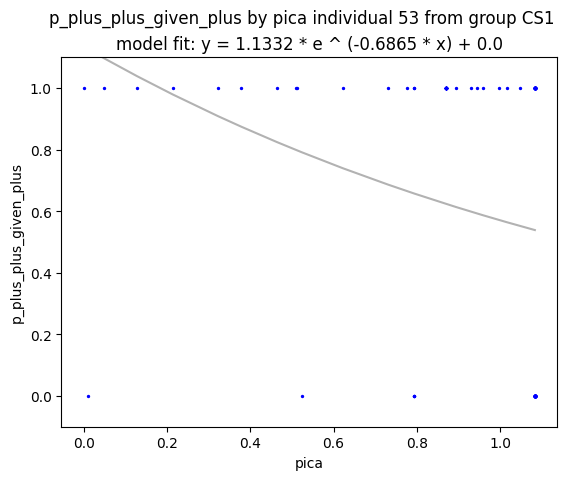 p_plus_plus_given_plus by pica individual 53 from group CS1
model fit: y = 1.1332 * e ^ (-0.6865 * x) + 0.0
1.0
0.8
0.6
0.4
0.2
0.0
p_plus_plus_given_plus
0.0 0.2 0.4 0.6 0.8 1.0
pica